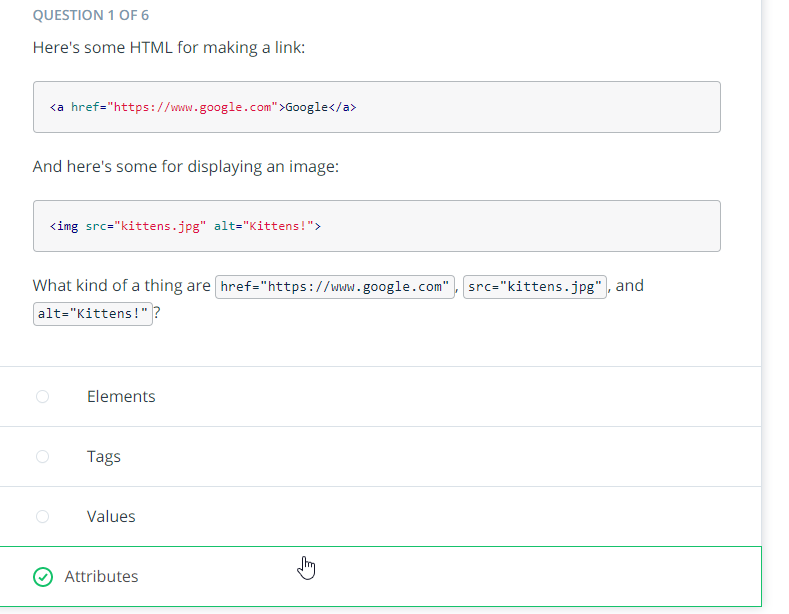 QUESTION 1 OF 6
Here's some HTML for making a link:
<a href="https://www.google.com">Google</a>
And here's some for displaying an image:
<img src="kittens.jpg" alt="Kittens!">
What kind of a thing are href="https://www.google.com", src="kittens.jpg", and
alt="Kittens!"?
Elements
Tags
Values
Attributes